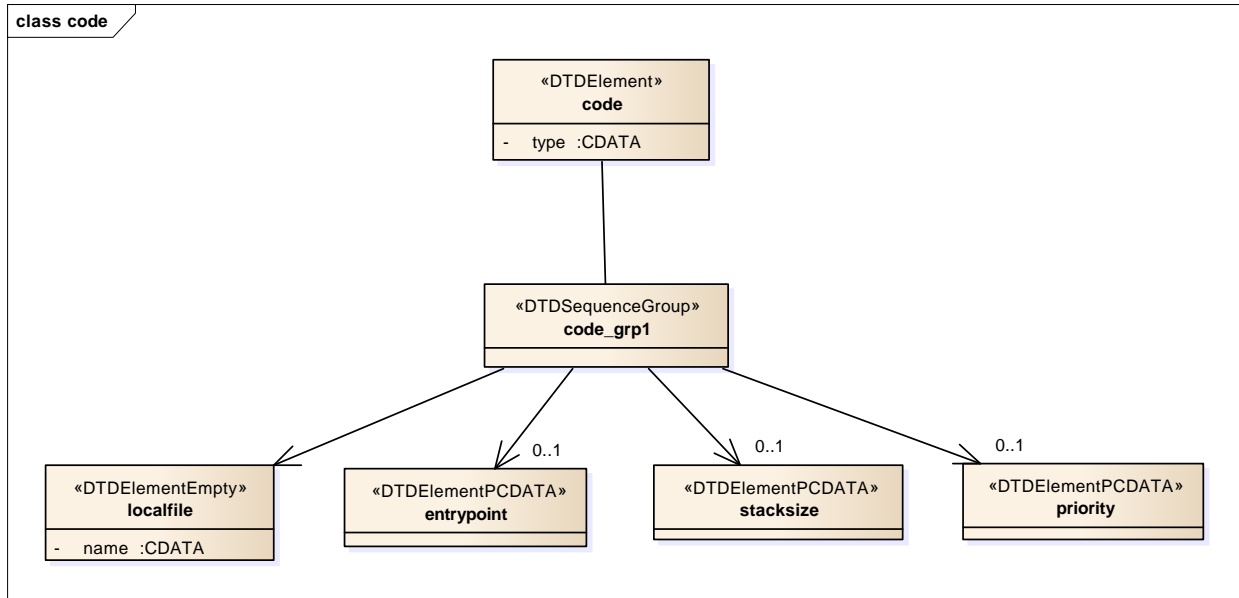 class code
«DTDElement»
code
- type :CDATA
«DTDSequenceGroup»
code_grp1
0..1
0..1
0..1
«DTDElementEmpty»
localfile
- name :CDATA
«DTDElementPCDATA»
entrypoint
«DTDElementPCDATA»
stacksize
«DTDElementPCDATA»
priority